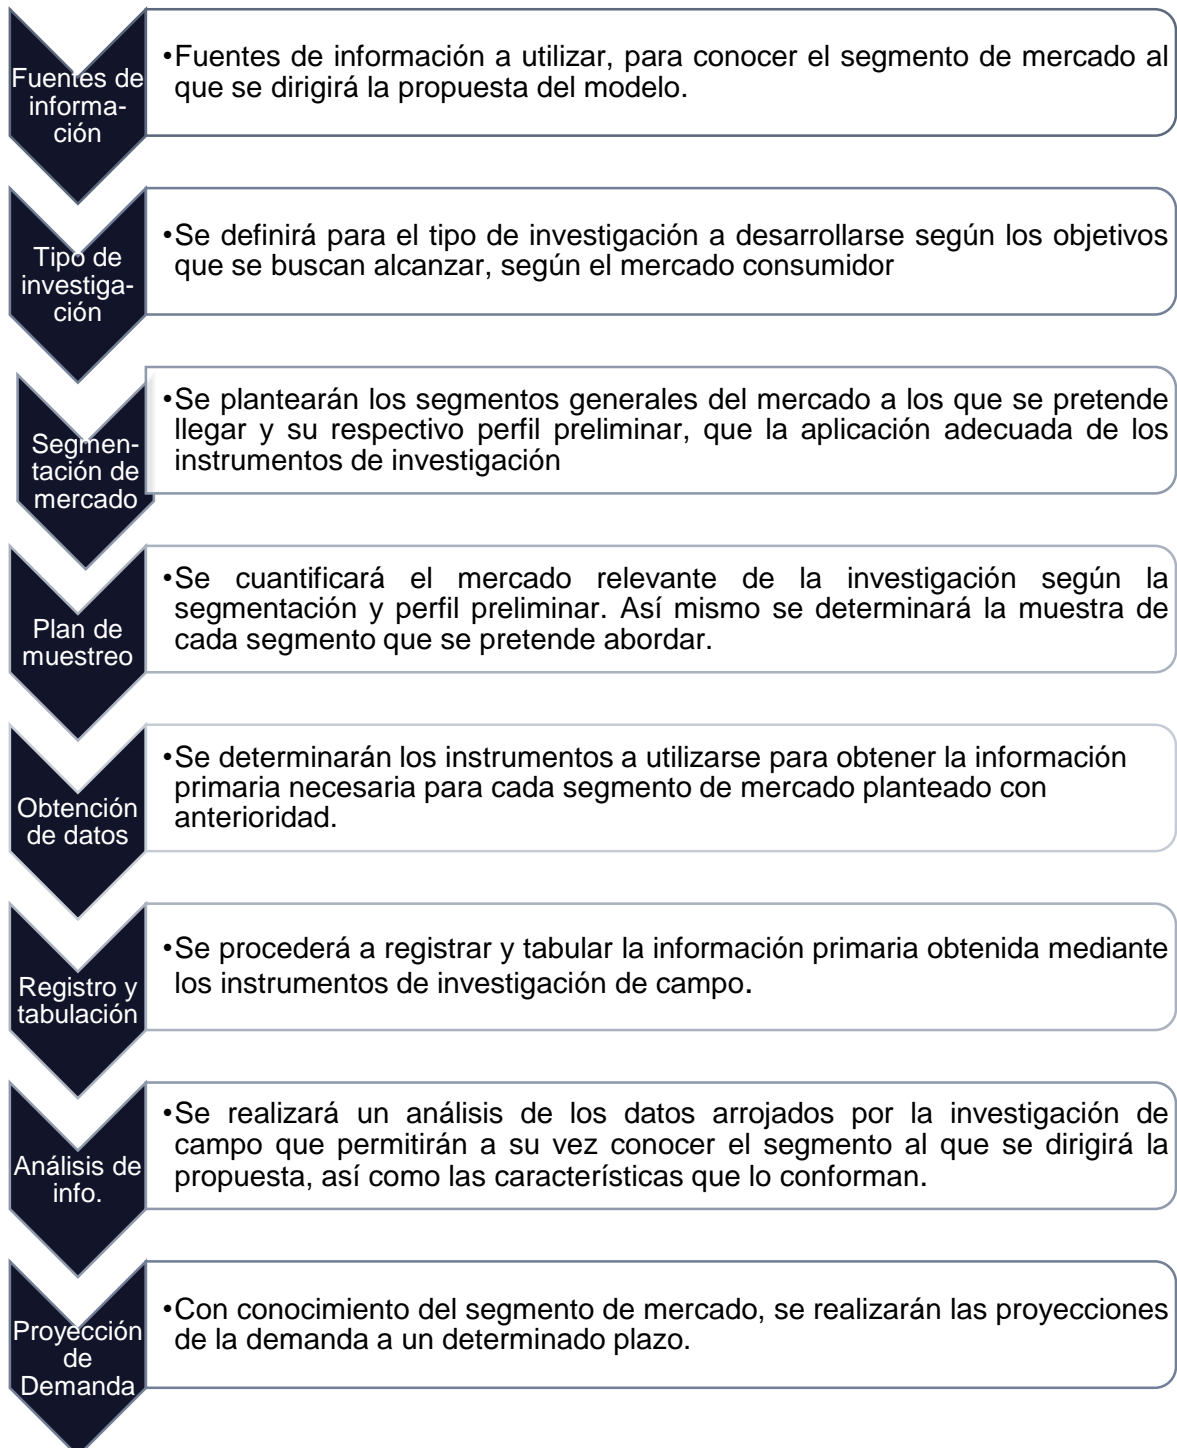 Fuentes de
informa-
ción
•Fuentes de información a utilizar, para conocer el segmento de mercado al
que se dirigirá la propuesta del modelo.
Tipo de
investiga-
ción
•Se definirá para el tipo de investigación a desarrollarse según los objetivos
que se buscan alcanzar, según el mercado consumidor
Segmen-
tación de
mercado
•Se plantearán los segmentos generales del mercado a los que se pretende
llegar y su respectivo perfil preliminar, que la aplicación adecuada de los
instrumentos de investigación
Plan de
muestreo
•Se cuantificará el mercado relevante de la investigación según la
segmentación y perfil preliminar. Así mismo se determinará la muestra de
cada segmento que se pretende abordar.
Obtención
de datos
•Se determinarán los instrumentos a utilizarse para obtener la información
primaria necesaria para cada segmento de mercado planteado con
anterioridad.
Registro y
tabulación
•Se procederá a registrar y tabular la información primaria obtenida mediante
los instrumentos de investigación de campo.
Análisis de
info.
•Se realizará un análisis de los datos arrojados por la investigación de
campo que permitirán a su vez conocer el segmento al que se dirigirá la
propuesta, así como las características que lo conforman.
Proyección
de
Demanda
•Con conocimiento del segmento de mercado, se realizarán las proyecciones
de la demanda a un determinado plazo.